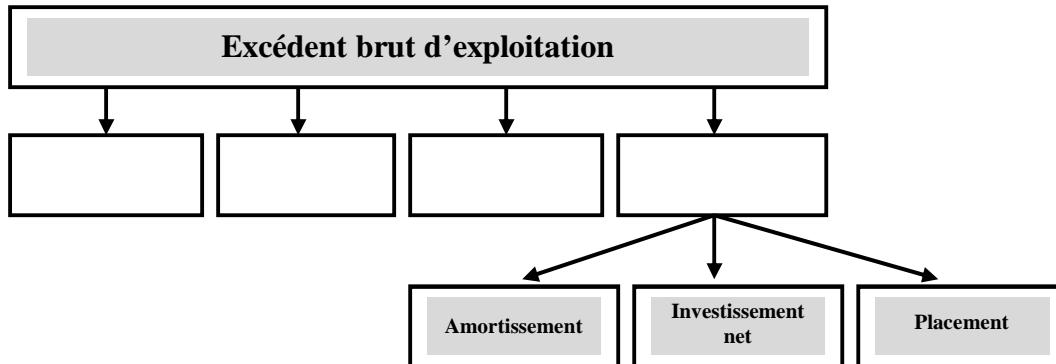 Excédent brut d’exploitation
Amortissement
Investissement
net
Placement